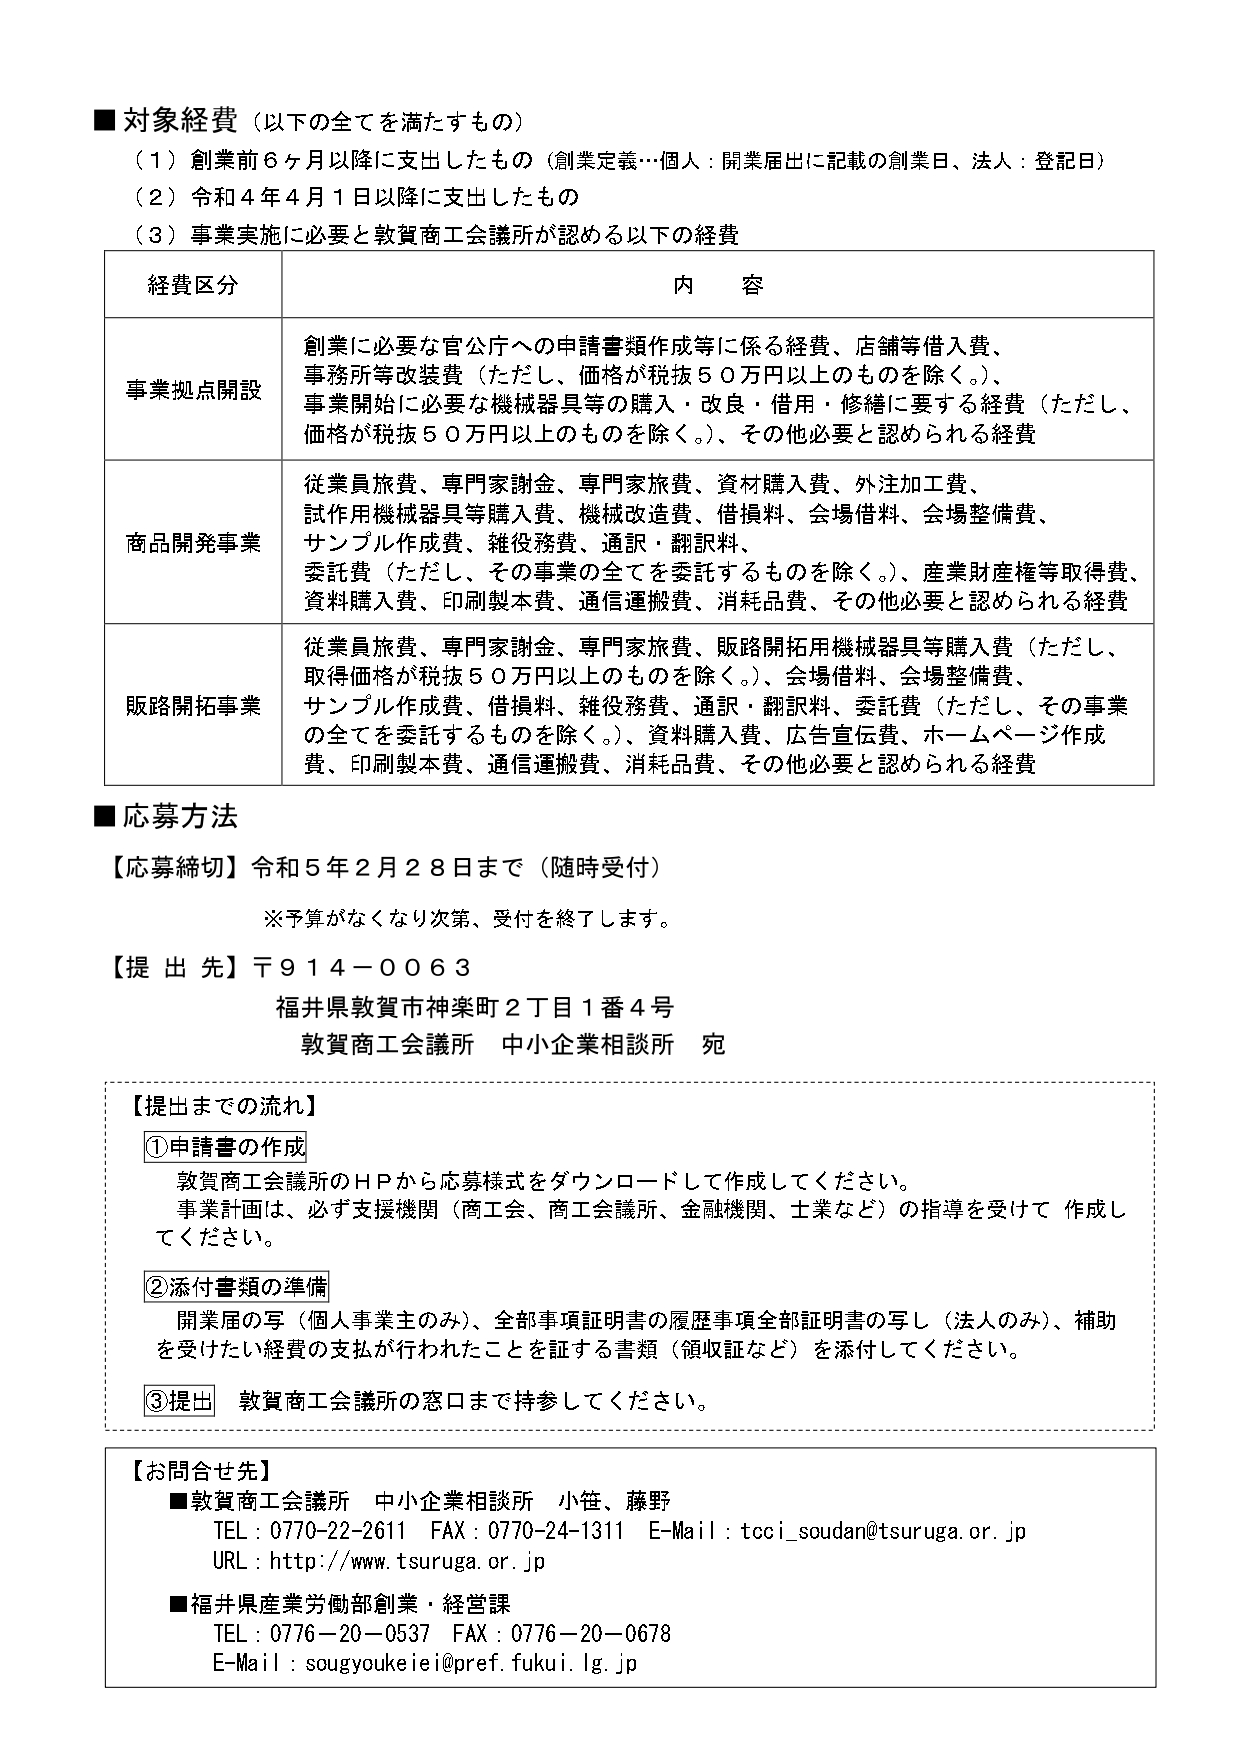 ■対象経費（以下の全てを満たすもの）
（１）創業前６ヶ月以降に支出したもの（創業定義…個人：開業届出に記載の創業日、法人：登記日）
（２）令和４年４月１日以降に支出したもの
（３）事業実施に必要と敦賀商工会議所が認める以下の経費
経費区分
内　　容
事業拠点開設
創業に必要な官公庁への申請書類作成等に係る経費、店舗等借入費、
事務所等改装費（ただし、価格が税抜５０万円以上のものを除く。）、
事業開始に必要な機械器具等の購入・改良・借用・修繕に要する経費（ただし、
価格が税抜５０万円以上のものを除く。）、その他必要と認められる経費
商品開発事業
従業員旅費、専門家謝金、専門家旅費、資材購入費、外注加工費、
試作用機械器具等購入費、機械改造費、借損料、会場借料、会場整備費、
サンプル作成費、雑役務費、通訳・翻訳料、
委託費（ただし、その事業の全てを委託するものを除く。）、産業財産権等取得費、
資料購入費、印刷製本費、通信運搬費、消耗品費、その他必要と認められる経費
販路開拓事業
従業員旅費、専門家謝金、専門家旅費、販路開拓用機械器具等購入費（ただし、
取得価格が税抜５０万円以上のものを除く。）、会場借料、会場整備費、
サンプル作成費、借損料、雑役務費、通訳・翻訳料、委託費（ただし、その事業
の全てを委託するものを除く。）、資料購入費、広告宣伝費、ホームページ作成
費、印刷製本費、通信運搬費、消耗品費、その他必要と認められる経費
■応募方法
【応募締切】令和５年２月２８日まで（随時受付）
※予算がなくなり次第、受付を終了します。
【提 出 先】〒９１４－００６３
福井県敦賀市神楽町２丁目１番４号
敦賀商工会議所　中小企業相談所　宛
【提出までの流れ】
①申請書の作成
敦賀商工会議所のＨＰから応募様式をダウンロードして作成してください。
事業計画は、必ず支援機関（商工会、商工会議所、金融機関、士業など）の指導を受けて 作成し
てください。
②添付書類の準備
開業届の写（個人事業主のみ）、全部事項証明書の履歴事項全部証明書の写し（法人のみ）、補助
を受けたい経費の支払が行われたことを証する書類（領収証など）を添付してください。
③提出　敦賀商工会議所の窓口まで持参してください。
【お問合せ先】
■敦賀商工会議所　中小企業相談所　小笹、藤野
TEL：0770-22-2611　FAX：0770-24-1311　E-Mail：tcci_soudan@tsuruga.or.jp
URL：http://www.tsuruga.or.jp
■福井県産業労働部創業・経営課
TEL：0776－20－0537　FAX：0776－20－0678
E-Mail：sougyoukeiei@pref.fukui.lg.jp